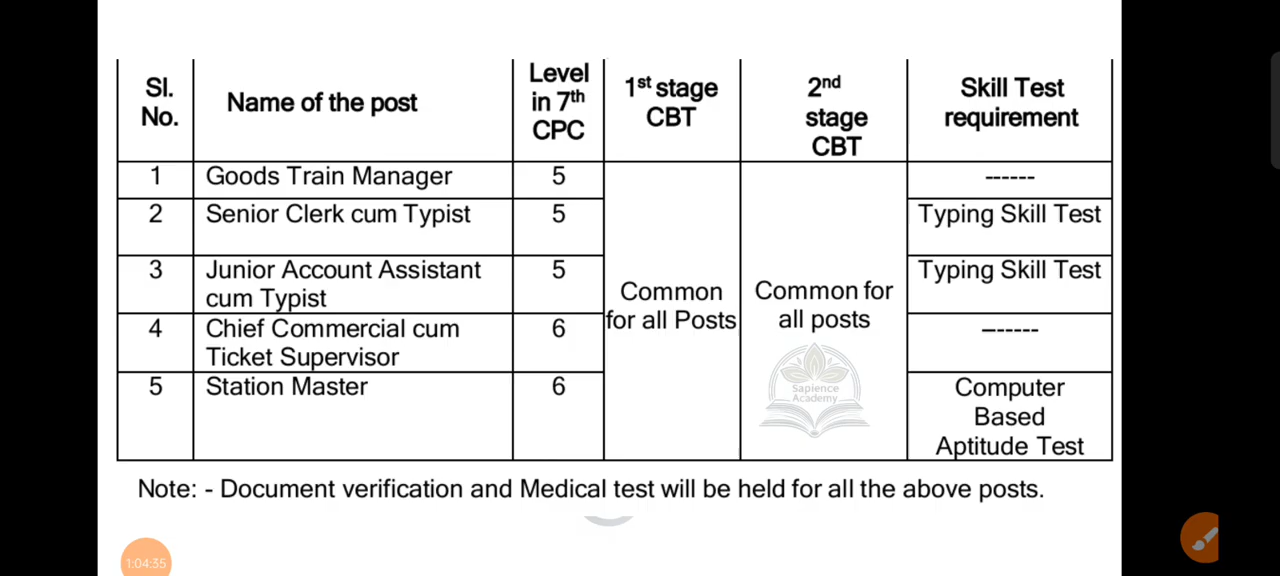 Sl. No.
Name of the post
Level in 7th CPC
1st stage CBT
2nd stage CBT
Skill Test requirement
1 Goods Train Manager 5 ------
2 Senior Clerk cum Typist 5 Typing Skill Test
3 Junior Account Assistant cum Typist 5 Typing Skill Test
Common for all Posts
Common for all posts
4 Chief Commercial cum Ticket Supervisor 6 -------
5 Station Master 6 Computer Based Aptitude Test
Sapience
Academy
Note: - Document verification and Medical test will be held for all the above posts.
1:04:35